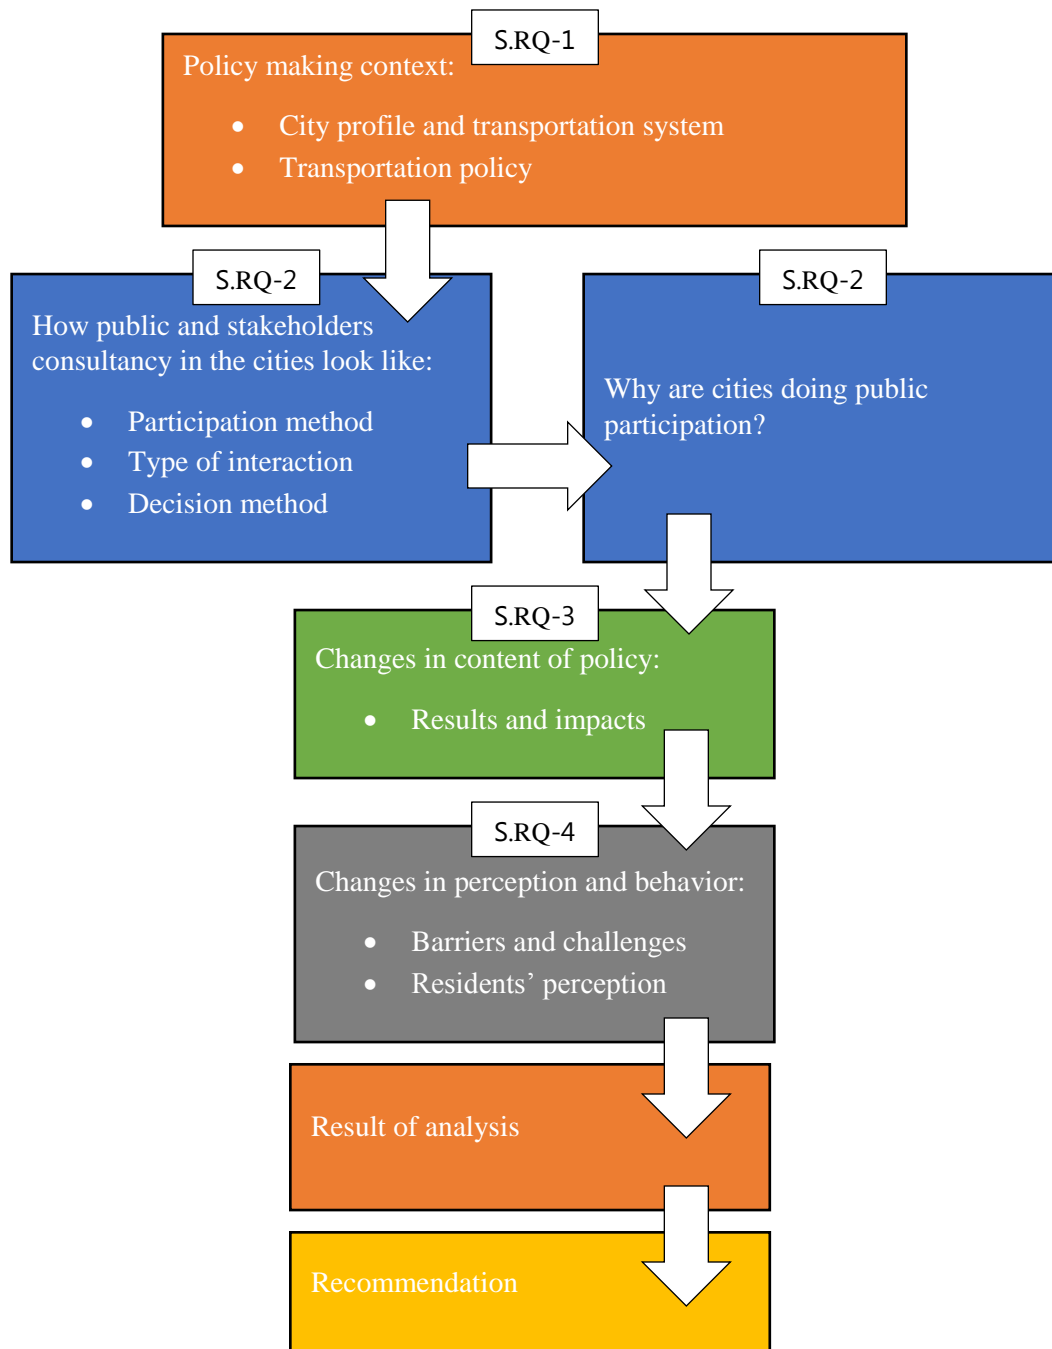 S.RQ-1
Policy making context:
• City profile and transportation system
• Transportation policy
S.RQ-2
How public and stakeholders
consultancy in the cities look like:
• Participation method
• Type of interaction
• Decision method
S.RQ-2
Why are cities doing public
participation?
S.RQ-3
Changes in content of policy:
• Results and impacts
S.RQ-4
Changes in perception and behavior:
• Barriers and challenges
• Residents’ perception
Result of analysis
Recommendation